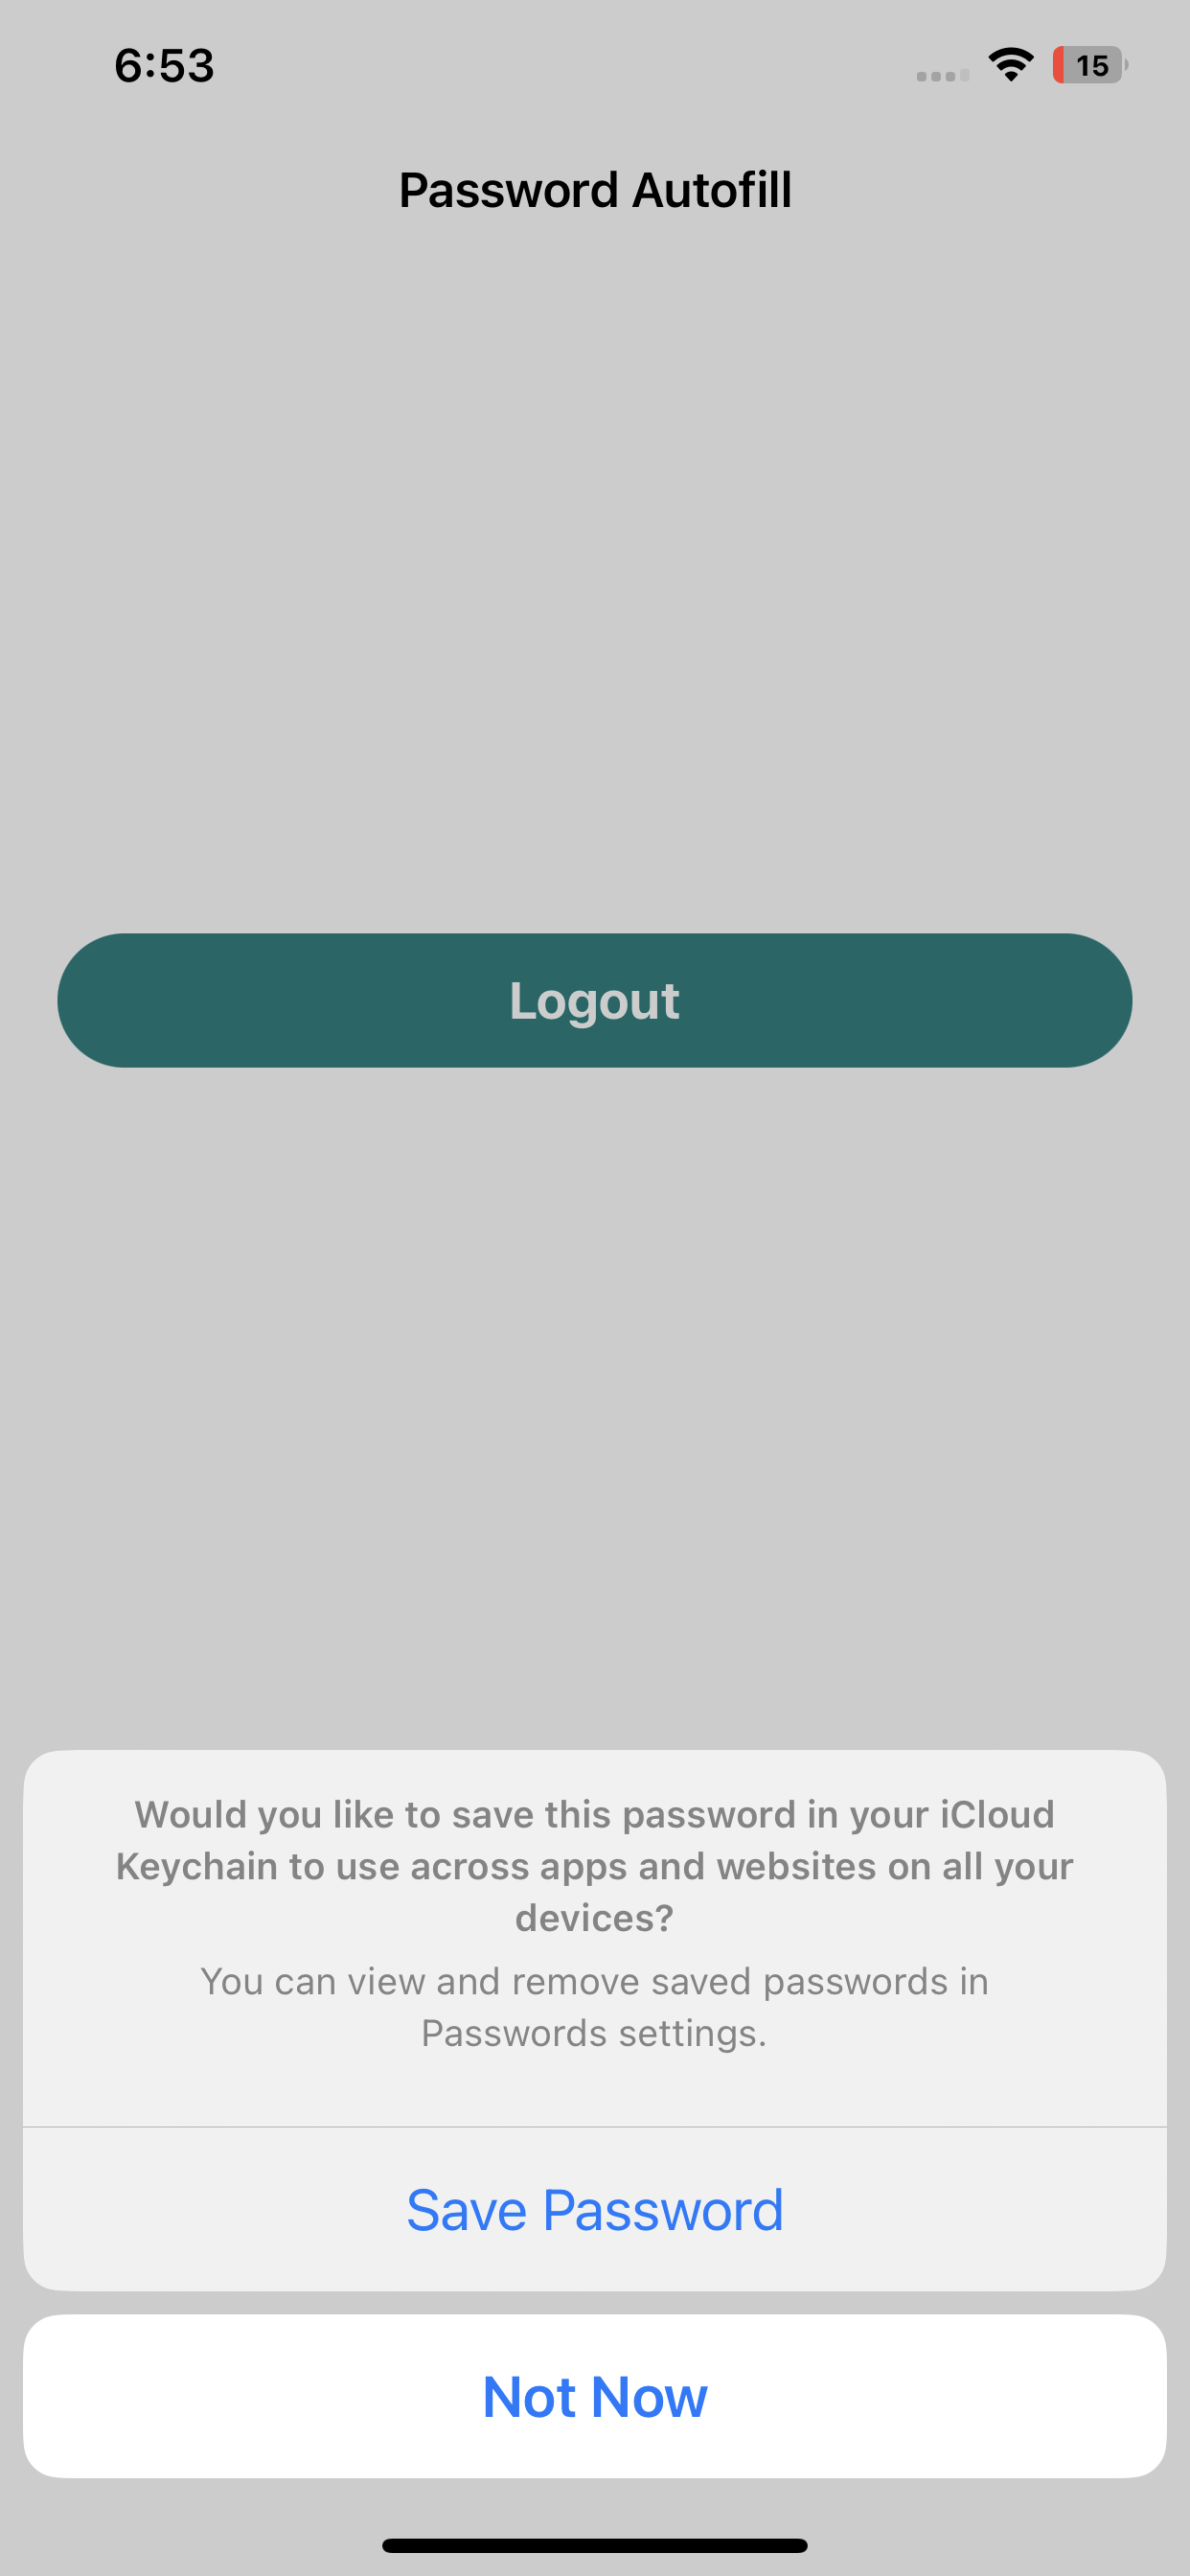 6:53
15
Password Autofill
Logout
Would you like to save this password in your iCloud
Keychain to use across apps and websites on all your
devices?
You can view and remove saved passwords in
Passwords settings.
Save Password
Not Now